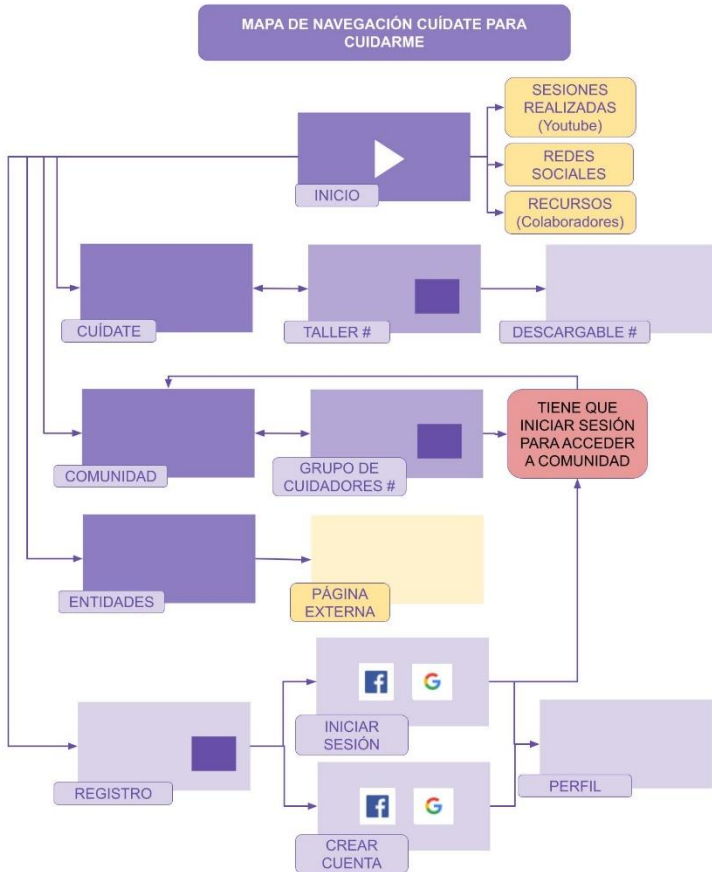 MAPA DE NAVEGACIÓN CUÍDATE PARA
CUIDARME
SESIONES
REALIZADAS
(Youtube)
REDES
SOCIALES
RECURSOS
(Colaboradores)
INICIO
CUÍDATE
TALLER #
DESCARGABLE #
COMUNIDAD
GRUPO DE
CUIDADORES #
TIENE QUE
INICIAR SESIÓN
PARA ACCEDER
A COMUNIDAD
ENTIDADES
PÁGINA
EXTERNA
INICIAR
SESIÓN
REGISTRO
PERFIL
CREAR
CUENTA